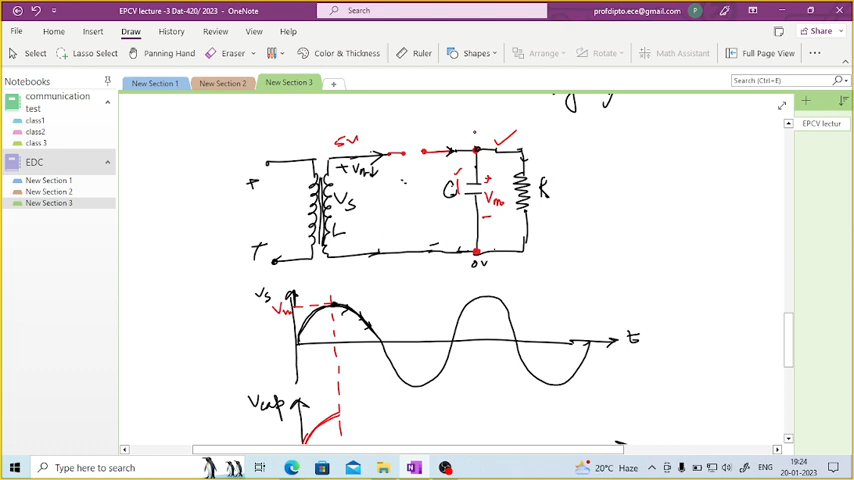 EPCV lecture -3 Dat-420/ 2023 - OneNote
Search
profdipto.ece@gmail.com
P
File Home Insert Draw History Review View Help
Share
Select Lasso Select Panning Hand Eraser Color & Thickness Ruler Shapes Arrange Rotate Math Assistant Full Page View
Notebooks
New Section 1 New Section 2 New Section 3
Search (Ctrl+E)
communication
test
class1
class2
class 3
EDC
New Section 1
New Section 2
New Section 3
EPCV lectur
5V
+Vm↓
+
Vs
C
+
Vm
-
R
0V
Vs
Vm
t
Vcap
Type here to search
20°C Haze
ENG
19:24
20-01-2023